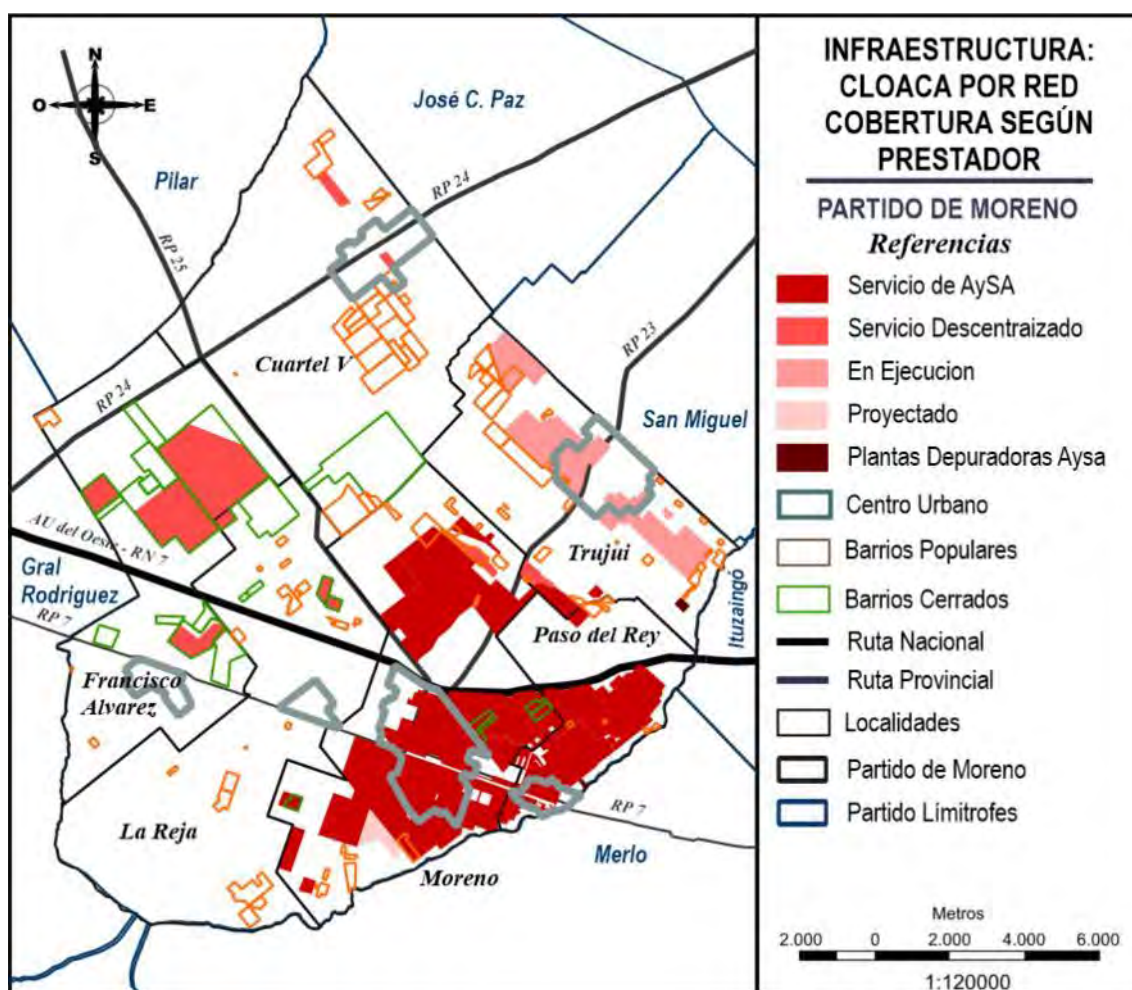 N
O
E
S
José C. Paz
Pilar
RP 24
RP 25
RP 23
Cuartel V
RP 24
San Miguel
AU del Oeste - RN 7
Gral
Rodriguez
RP 7
Trujui
Ituzaingó
Paso del Rey
Francisco
Alvarez
RP 7
La Reja
Merlo
Moreno
INFRAESTRUCTURA:
CLOACA POR RED
COBERTURA SEGÚN
PRESTADOR
PARTIDO DE MORENO
Referencias
Servicio de AySA
Servicio Descentraizado
En Ejecucion
Proyectado
Plantas Depuradoras Aysa
Centro Urbano
Barrios Populares
Barrios Cerrados
Ruta Nacional
Ruta Provincial
Localidades
Partido de Moreno
Partido Limitrofes
Metros
2.000 0 2.000 4.000 6.000
1:120000